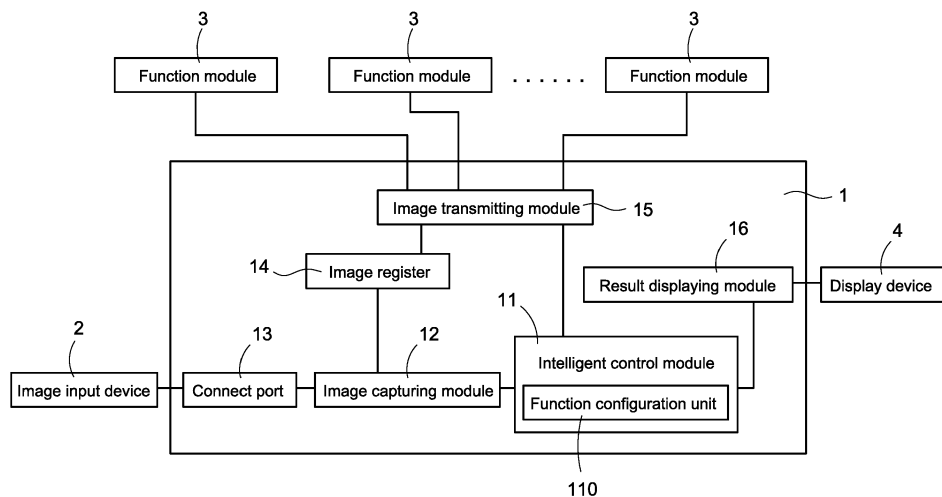 3
3
3
Function module
Function module
......
Function module
1
Image transmitting module
15
16
4
14
Image register
Result displaying module
Display device
11
2
13
12
Intelligent control module
Image input device
Connect port
Image capturing module
Function configuration unit
110